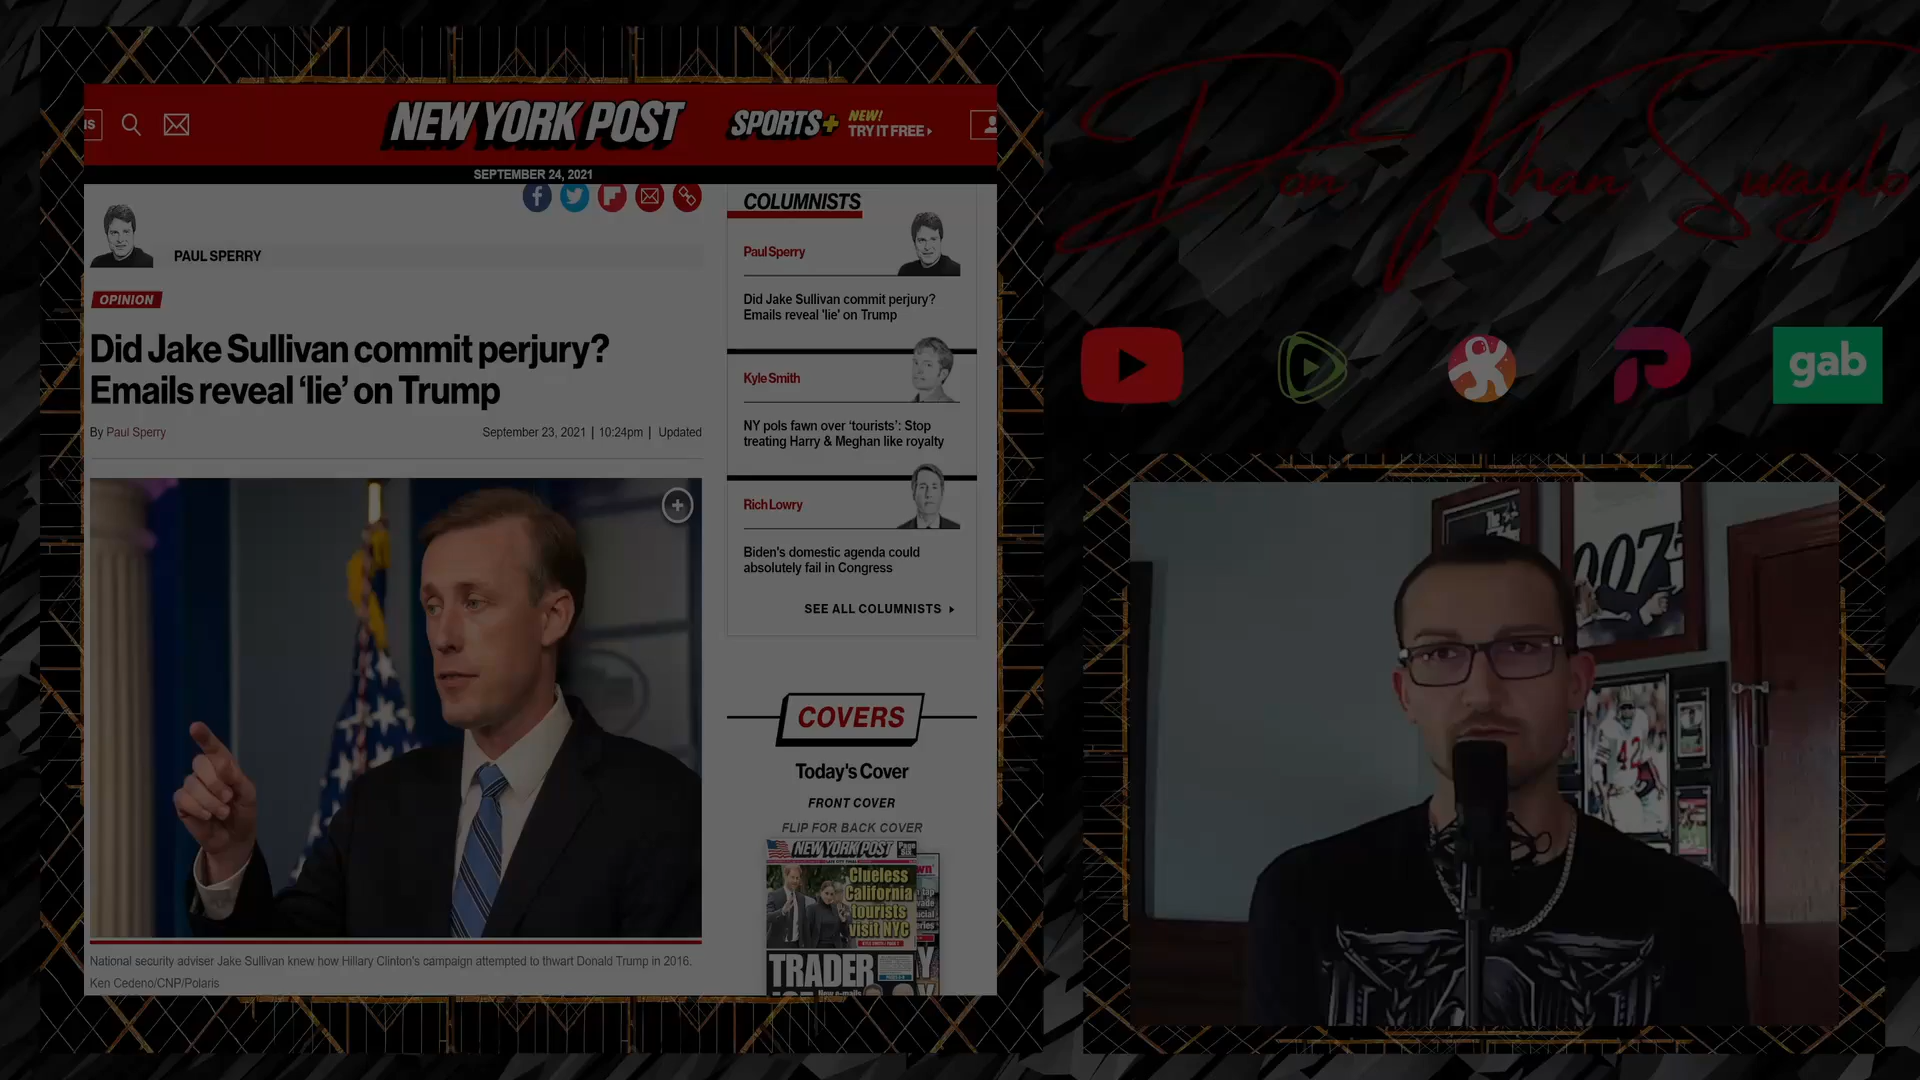 IS
NEW YORK POST
SPORTS+
NEW!
TRY IT FREE
SEPTEMBER 24, 2021
PAUL SPERRY
OPINION
Did Jake Sullivan commit perjury?
Emails reveal ‘lie’ on Trump
By Paul Sperry
September 23, 2021 | 10:24pm | Updated
National security adviser Jake Sullivan knew how Hillary Clinton's campaign attempted to thwart Donald Trump in 2016.
Ken Cedeno/CNP/Polaris
COLUMNISTS
Paul Sperry
Did Jake Sullivan commit perjury?
Emails reveal 'lie' on Trump
Kyle Smith
NY pols fawn over ‘tourists’: Stop
treating Harry & Meghan like royalty
Rich Lowry
Biden's domestic agenda could
absolutely fail in Congress
SEE ALL COLUMNISTS
COVERS
Today's Cover
FRONT COVER
FLIP FOR BACK COVER
NEW YORK POST
Clueless
California
tourists
visit NYC
TRADER
Don Khan Swaylo
gab
007
42